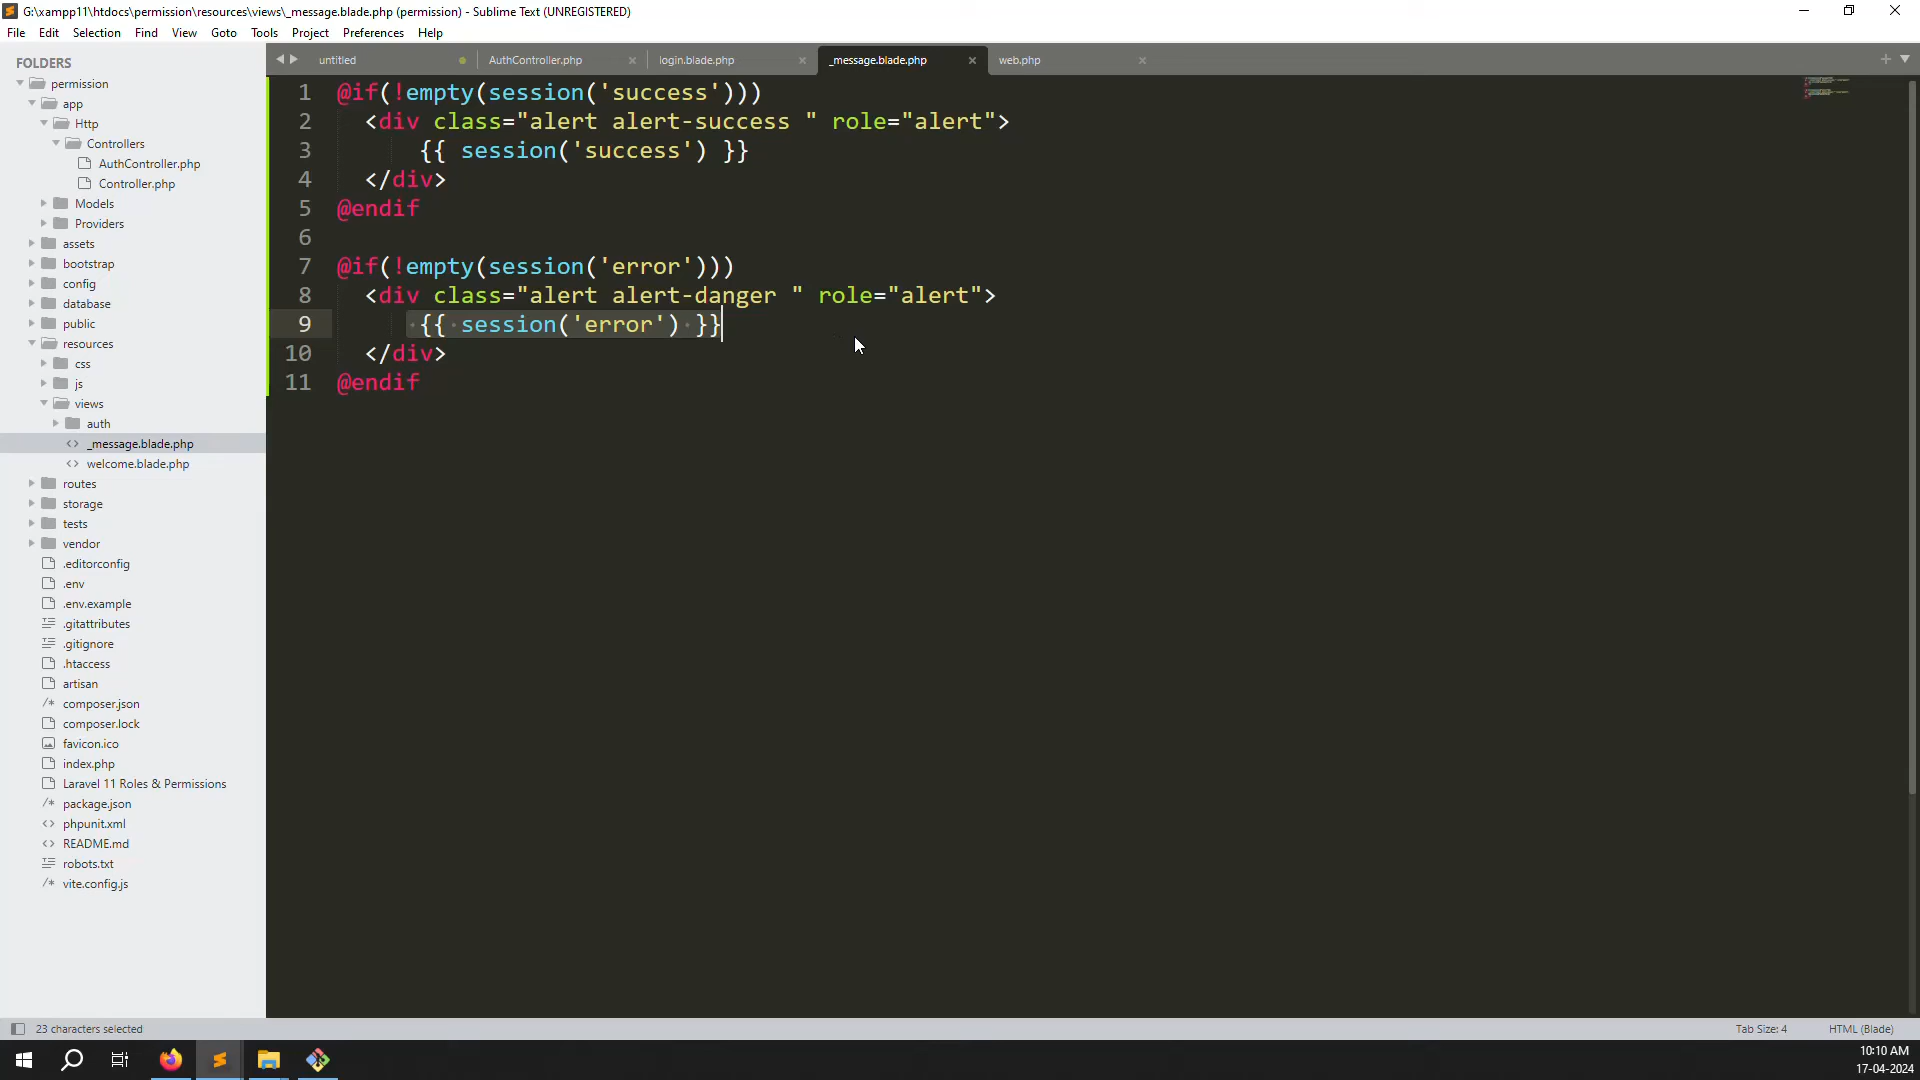 G:\xampp11\htdocs\permission\resources\views\_message.blade.php (permission) - Sublime Text (UNREGISTERED)
File Edit Selection Find View Goto Tools Project Preferences Help
FOLDERS
permission
app
Http
Controllers
AuthController.php
Controller.php
Models
Providers
assets
bootstrap
config
database
public
resources
css
js
views
auth
_message.blade.php
welcome.blade.php
routes
storage
tests
vendor
.editorconfig
.env
.env.example
.gitattributes
.gitignore
.htaccess
artisan
composer.json
composer.lock
favicon.ico
index.php
Laravel 11 Roles & Permissions
package.json
phpunit.xml
README.md
robots.txt
vite.config.js
untitled AuthController.php login.blade.php _message.blade.php web.php
1 @if(!empty(session('success')))
2 <div class="alert alert-success " role="alert">
3 {{ session('success') }}
4 </div>
5 @endif
6
7 @if(!empty(session('error')))
8 <div class="alert alert-danger " role="alert">
9 {{ session('error') }}
10 </div>
11 @endif
23 characters selected
Tab Size: 4 HTML (Blade)
10:10 AM
17-04-2024